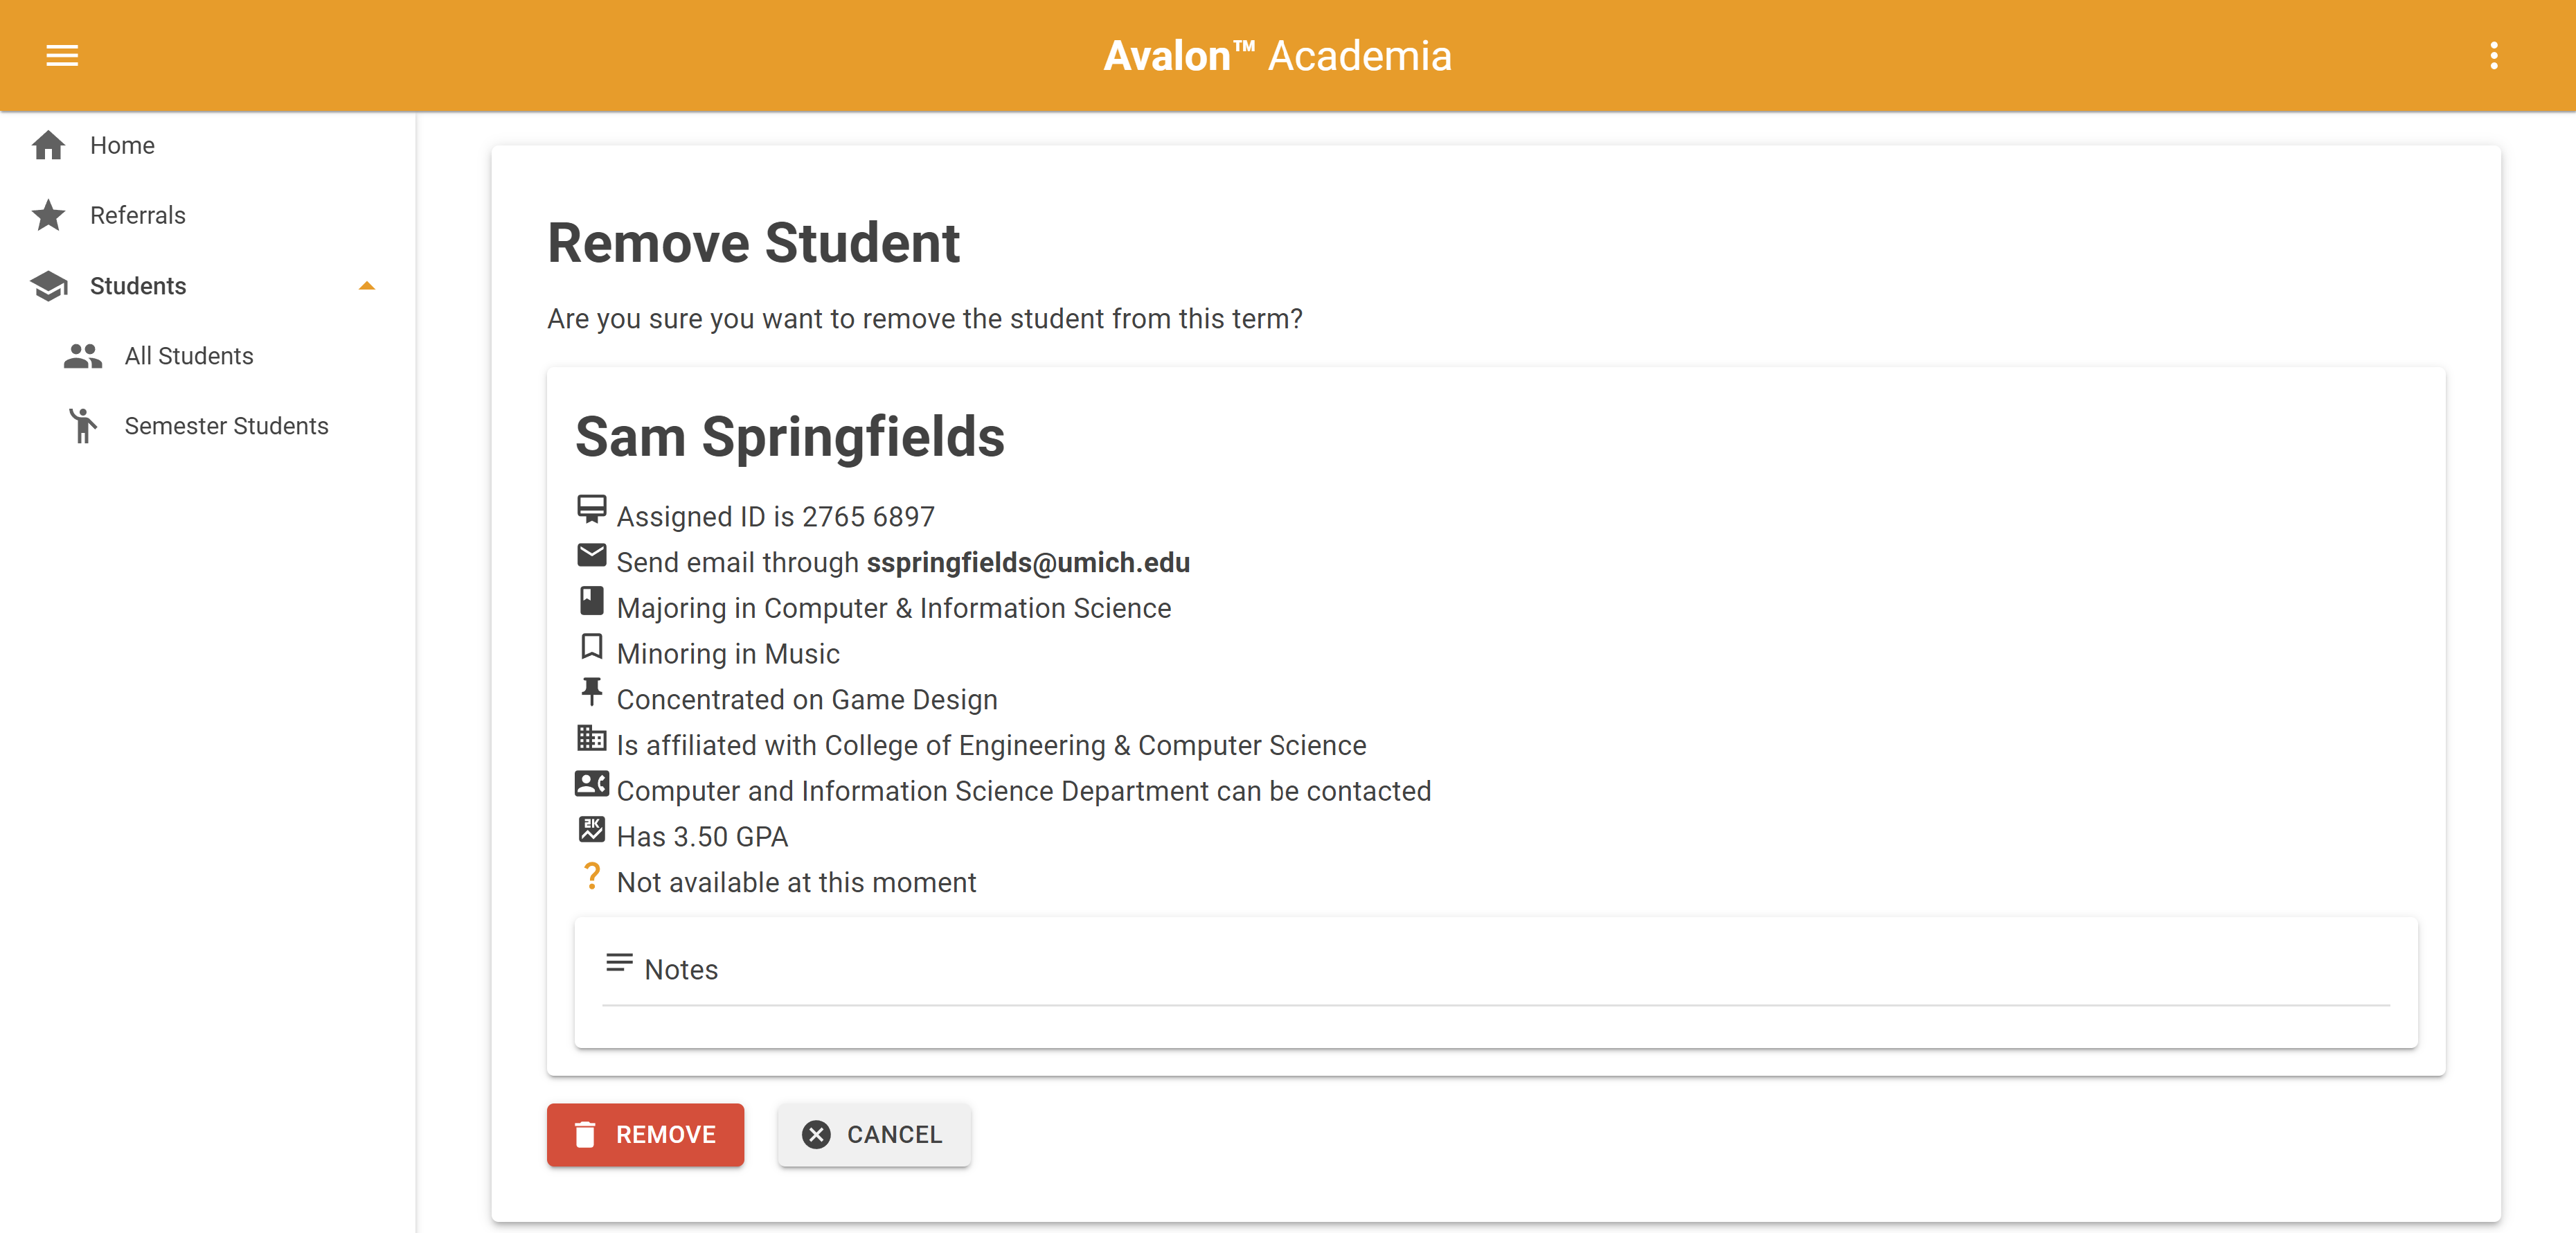 Avalon™ Academia
Home
Referrals
Students
All Students
Semester Students
Remove Student
Are you sure you want to remove the student from this term?
Sam Springfields
Assigned ID is 2765 6897
Send email through sspringfields@umich.edu
Majoring in Computer & Information Science
Minoring in Music
Concentrated on Game Design
Is affiliated with College of Engineering & Computer Science
Computer and Information Science Department can be contacted
2K
Has 3.50 GPA
? Not available at this moment
Notes
REMOVE
CANCEL